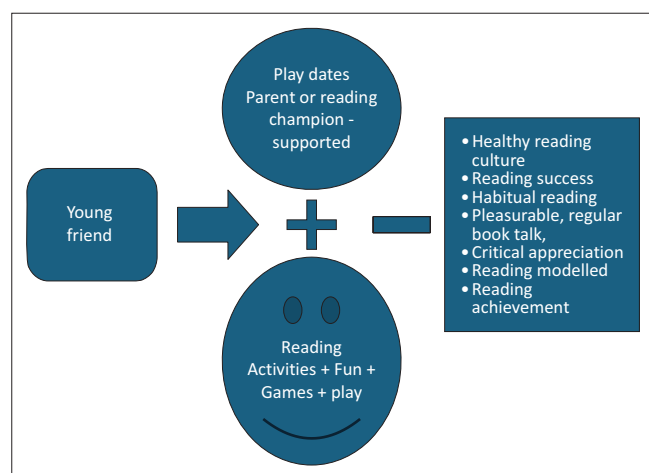 Young
friend
Play dates
Parent or reading
champion -
supported
Reading
Activities + Fun +
Games + play
• Healthy reading
culture
• Reading success
• Habitual reading
• Pleasurable, regular
book talk,
• Critical appreciation
• Reading modelled
• Reading
achievement